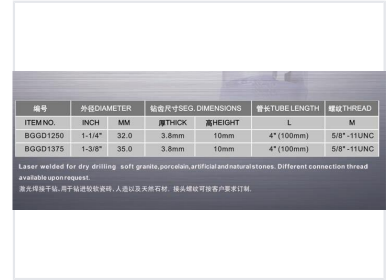 编号 外径DIAMETER 钻齿尺寸SEG. DIMENSIONS 管长TUBE LENGTH 螺纹THREAD
ITEM NO. INCH MM 厚THICK 高HEIGHT L M
BGGD1250 1-1/4" 32.0 3.8mm 10mm 4" (100mm) 5/8" -11UNC
BGGD1375 1-3/8" 35.0 3.8mm 10mm 4" (100mm) 5/8" -11UNC
Laser welded for dry drilling soft granite,porcelain,artificial and natural stones. Different connection thread
available upon request.
激光焊接干钻,用于钻进较软瓷砖,人造以及天然石材. 接头螺纹可按客户要求订制.